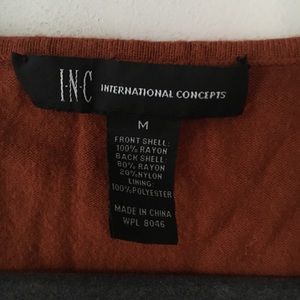 I·N·C INTERNATIONAL CONCEPTS
M
FRONT SHELL:
100% RAYON
BACK SHELL:
80% RAYON
20% NYLON
LINING:
100% POLYESTER
MADE IN CHINA
WPL 8046